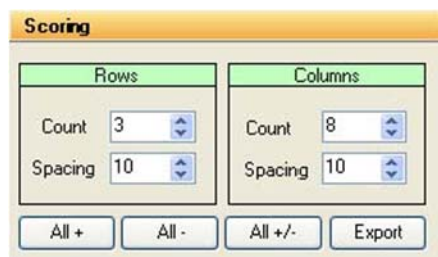 Scoring
Rows Columns
Count 3 Count 8
Spacing 10 Spacing 10
All + All - All +/- Export